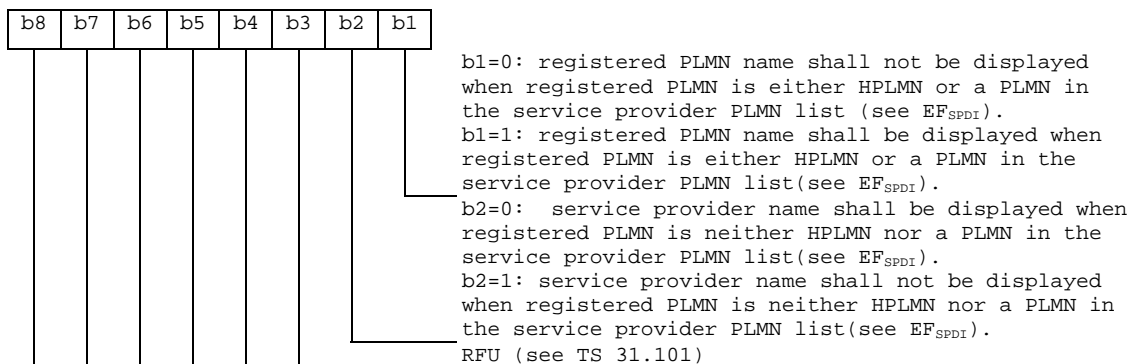 b8 b7 b6 b5 b4 b3 b2 b1
b1=0: registered PLMN name shall not be displayed
when registered PLMN is either HPLMN or a PLMN in
the service provider PLMN list (see EFSPDI).
b1=1: registered PLMN name shall be displayed when
registered PLMN is either HPLMN or a PLMN in the
service provider PLMN list(see EFSPDI).
b2=0:  service provider name shall be displayed when
registered PLMN is neither HPLMN nor a PLMN in the
service provider PLMN list(see EFSPDI).
b2=1: service provider name shall not be displayed
when registered PLMN is neither HPLMN nor a PLMN in
the service provider PLMN list(see EFSPDI).
RFU (see TS 31.101)